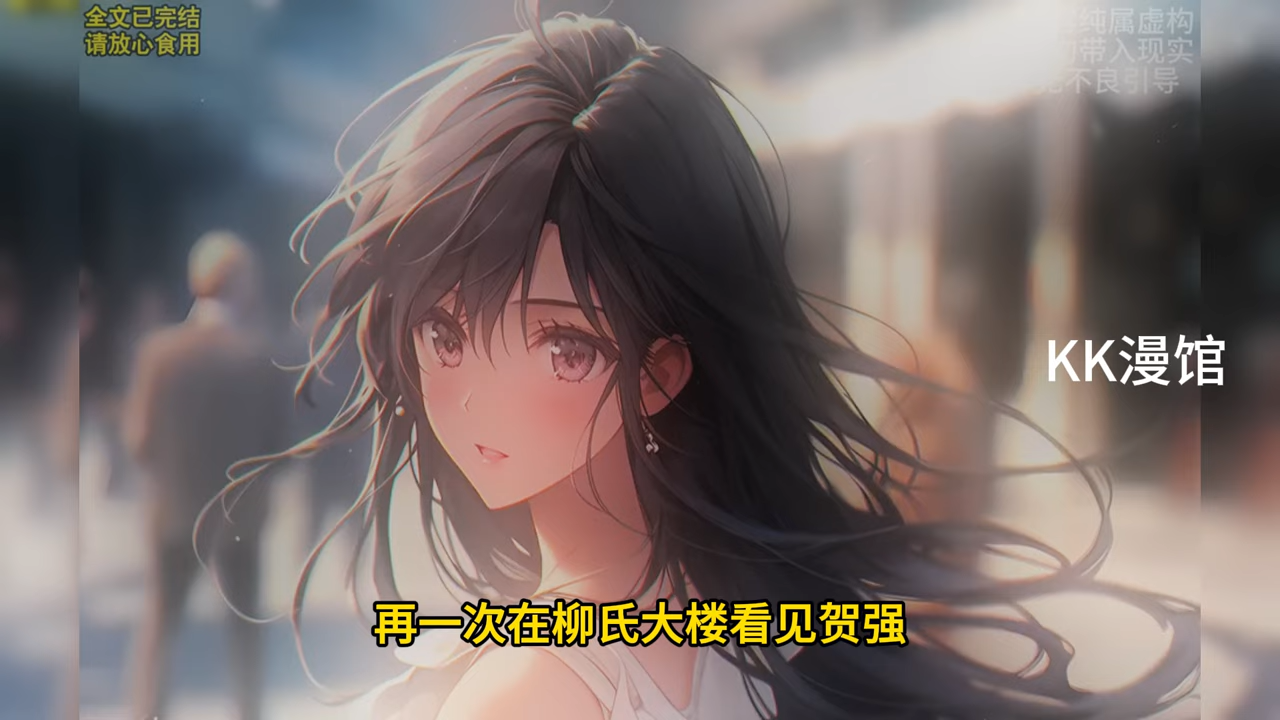 全文已完结
请放心食用
纯属虚构
带入现实
不良引导
KK漫馆
再一次在柳氏大楼看见贺强